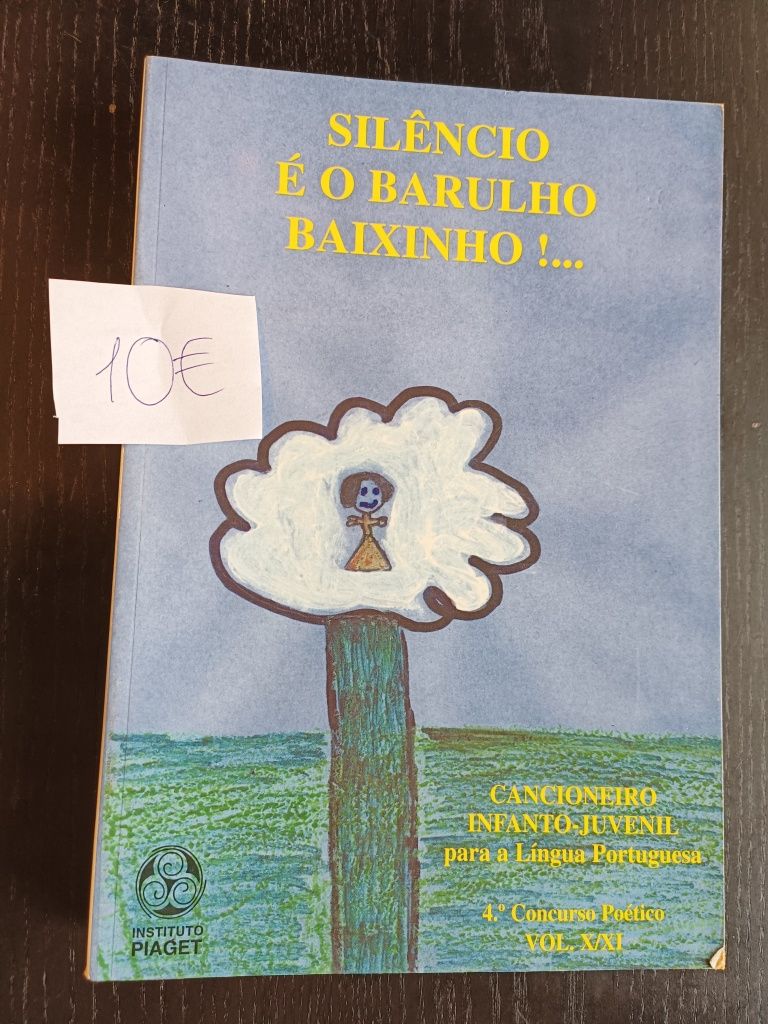 SILÊNCIO
É O BARULHO
BAIXINHO !...
10€
CANCIONEIRO
INFANTO-JUVENIL
para a Língua Portuguesa
4.º Concurso Poético
VOL. X/XI
INSTITUTO
PIAGET